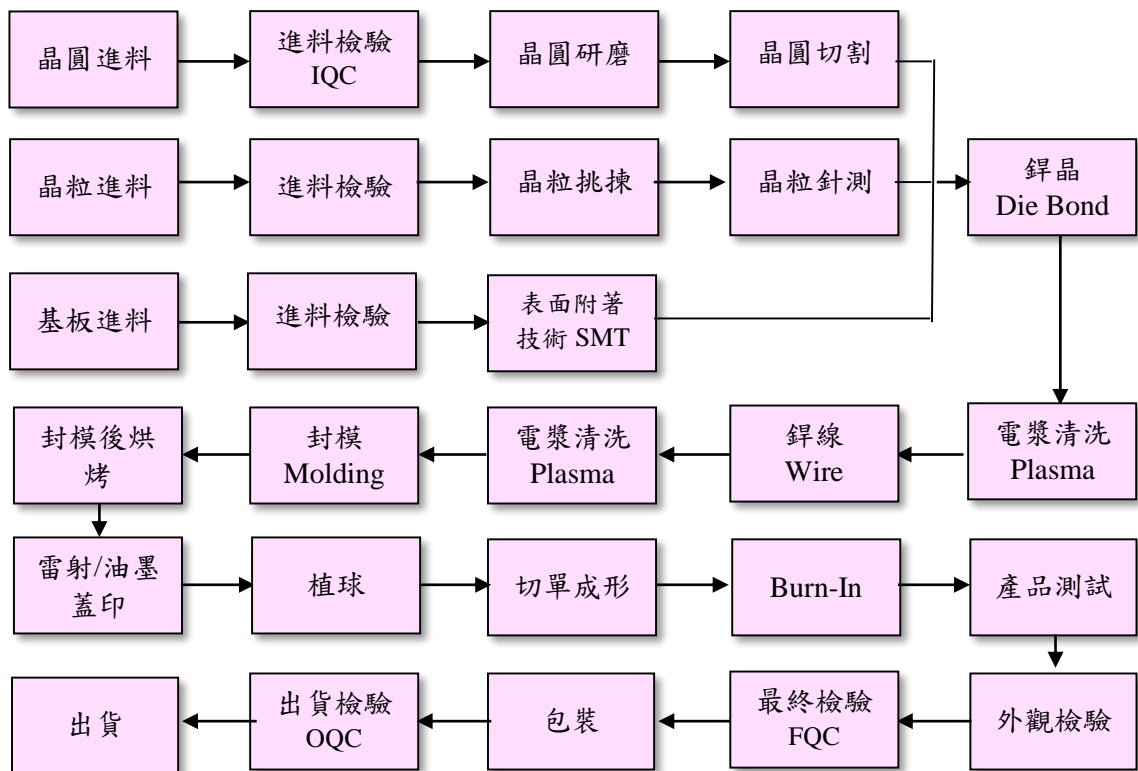 晶圓進料
進料檢驗
IQC
晶圓研磨
晶圓切割
晶粒進料
進料檢驗
晶粒挑揀
晶粒針測
銲晶
Die Bond
基板進料
進料檢驗
表面附著
技術 SMT
封模後烘
烤
封模
Molding
電漿清洗
Plasma
銲線
Wire
電漿清洗
Plasma
雷射/油墨
蓋印
植球
切單成形
Burn-In
產品測試
出貨
出貨檢驗
OQC
包裝
最終檢驗
FQC
外觀檢驗